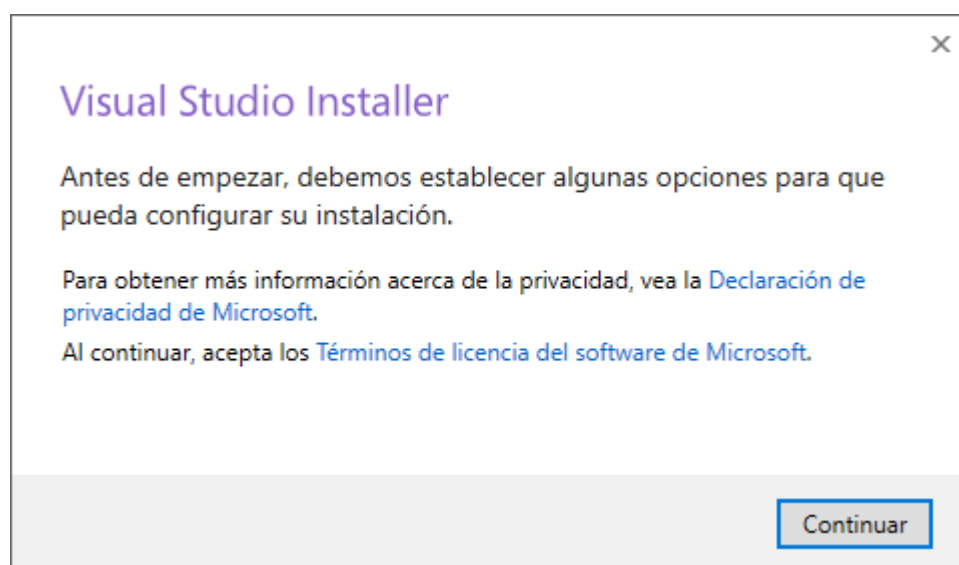 Visual Studio Installer
Antes de empezar, debemos establecer algunas opciones para que
pueda configurar su instalación.
Para obtener más información acerca de la privacidad, vea la Declaración de
privacidad de Microsoft.
Al continuar, acepta los Términos de licencia del software de Microsoft.
Continuar